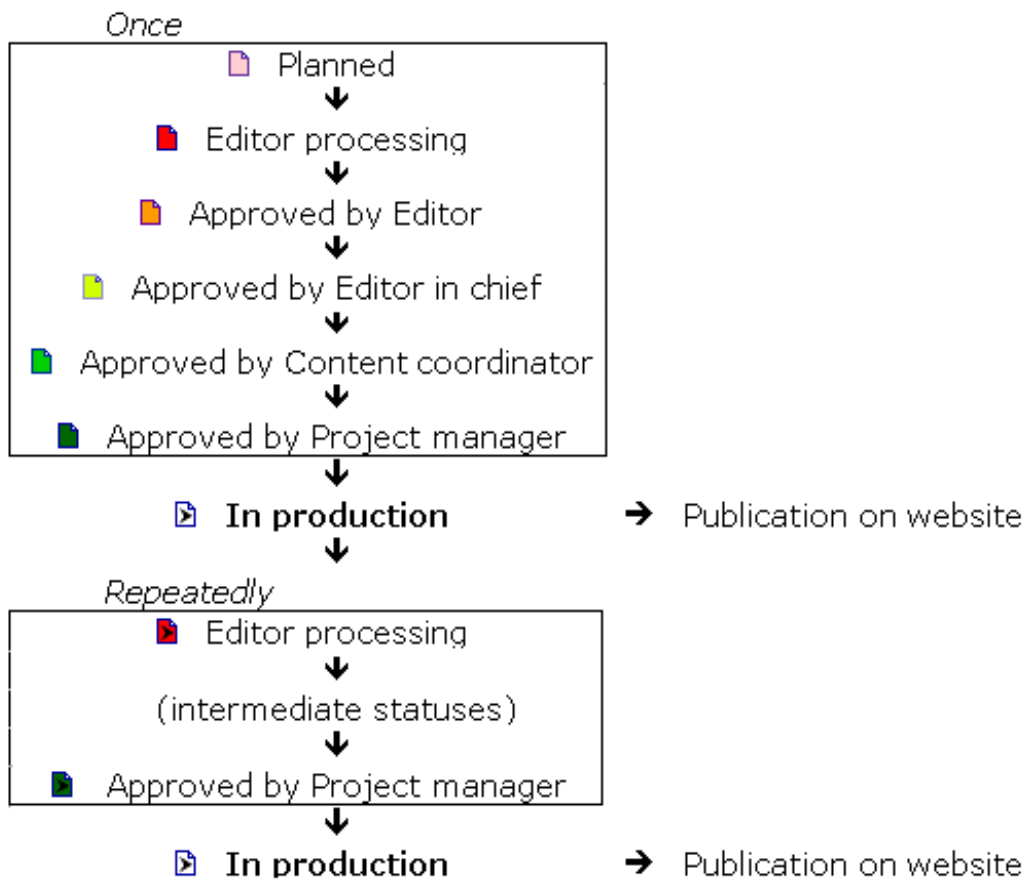 Once
Planned
Editor processing
Approved by Editor
Approved by Editor in chief
Approved by Content coordinator
Approved by Project manager
In production → Publication on website
Repeatedly
Editor processing
(intermediate statuses)
Approved by Project manager
In production → Publication on website